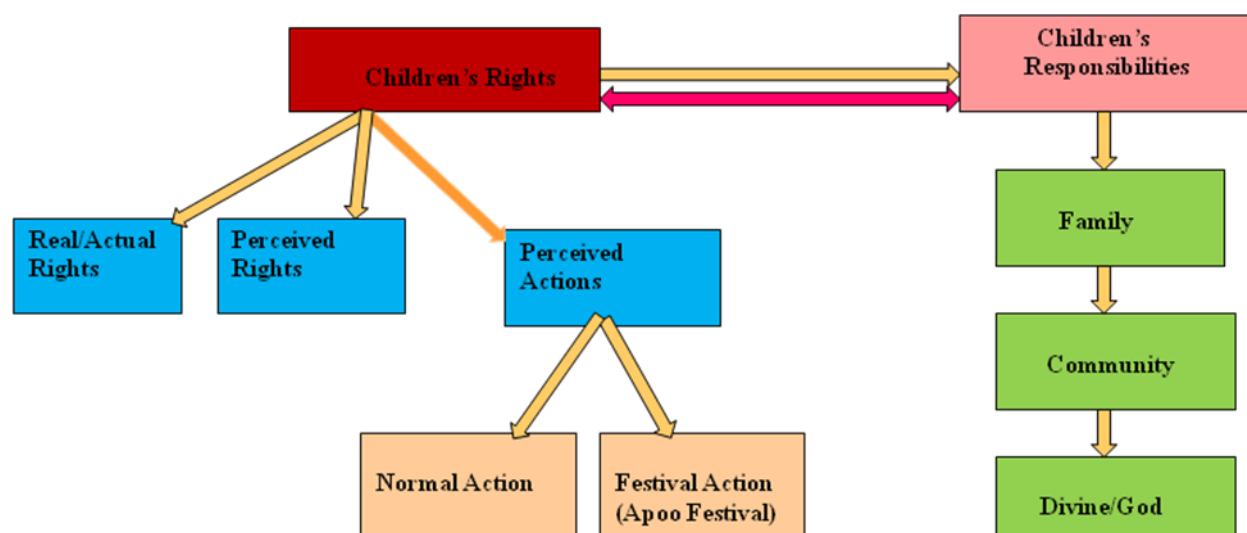 Children's Rights
Children's
Responsibilities
Real/Actual
Rights
Perceived
Rights
Perceived
Actions
Family
Community
Normal Action
Festival Action
(Apoo Festival)
Divine/God